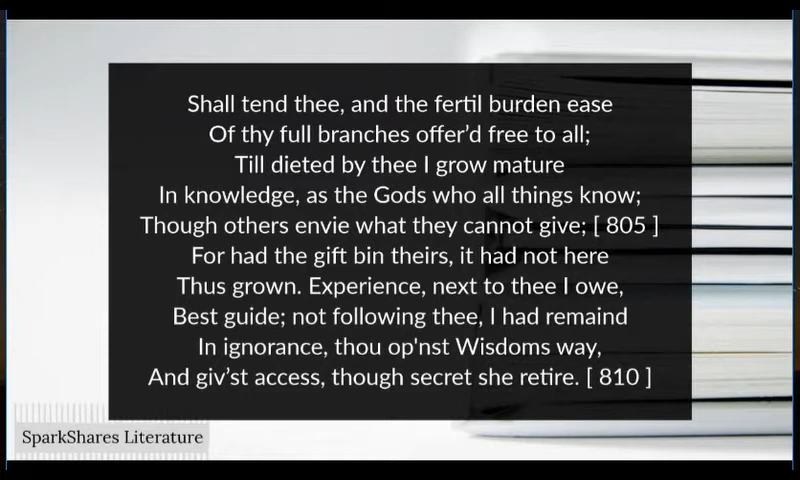 Shall tend thee, and the fertil burden ease
Of thy full branches offer’d free to all;
Till dieted by thee I grow mature
In knowledge, as the Gods who all things know;
Though others envie what they cannot give; [ 805 ]
For had the gift bin theirs, it had not here
Thus grown. Experience, next to thee I owe,
Best guide; not following thee, I had remaind
In ignorance, thou op'nst Wisdoms way,
And giv’st access, though secret she retire. [ 810 ]
SparkShares Literature